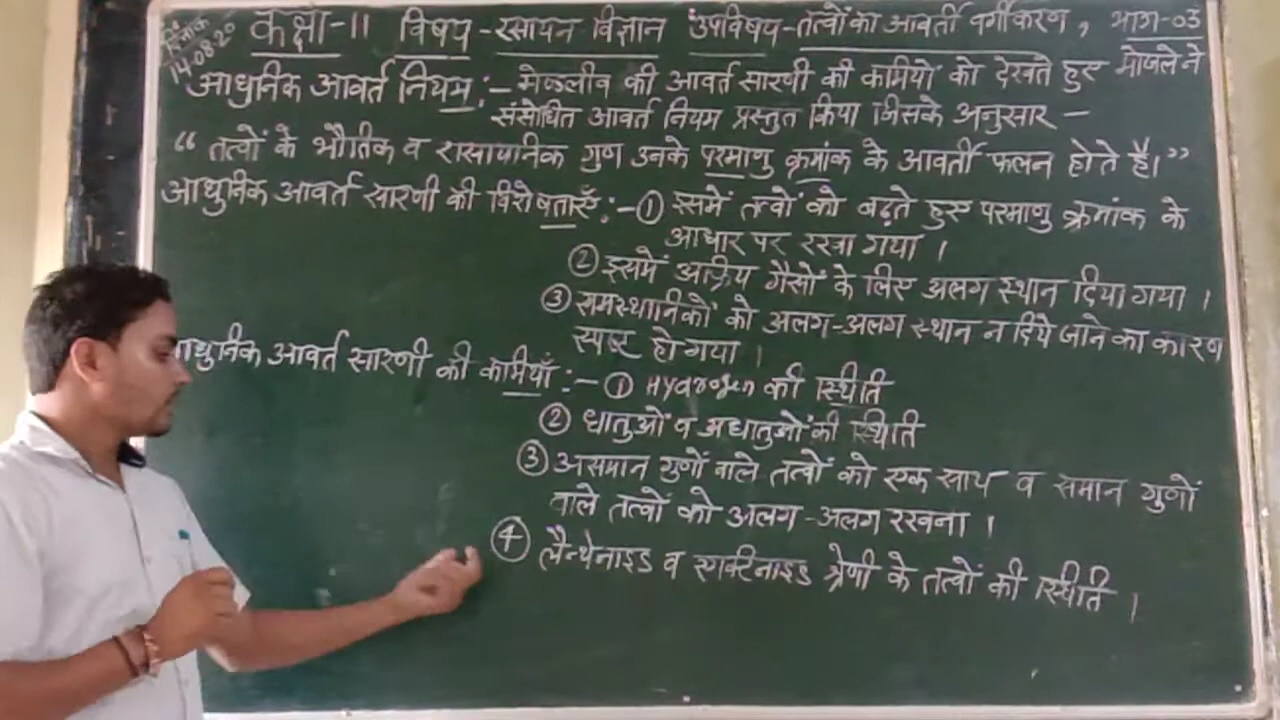 दिनांक
14-08-20
कक्षा-11 विषय-रसायन विज्ञान उपविषय-तत्वों का आवर्ती वर्गीकरण, भाग-03
आधुनिक आवर्त नियम :- मेण्डलीव की आवर्त सारणी की कमियों को देखते हुए मोजले ने
संसोधित आवर्त नियम प्रस्तुत किया जिसके अनुसार -
“तत्वों के भौतिक व रासायनिक गुण उनके परमाणु क्रमांक के आवर्ती फलन होते है।”
आधुनिक आवर्त सारणी की विशेषताएँ :- ① इसमें तत्वों को बढ़ते हुए परमाणु क्रमांक के
आधार पर रखा गया ।
② इसमें अक्रिय गैसों के लिए अलग स्थान दिया गया ।
③ समस्थानिकों को अलग-अलग स्थान न दिये जाने का कारण
स्पष्ट हो गया ।
आधुनिक आवर्त सारणी की कमियाँ :- ① Hydrogen की स्थिति
② धातुओं व अधातुओं की स्थिति
③ असमान गुणों वाले तत्वों को एक साथ व समान गुणों
वाले तत्वों को अलग-अलग रखना ।
④ लैन्थेनाइड व एक्टिनाइड श्रेणी के तत्वों की स्थिति ।